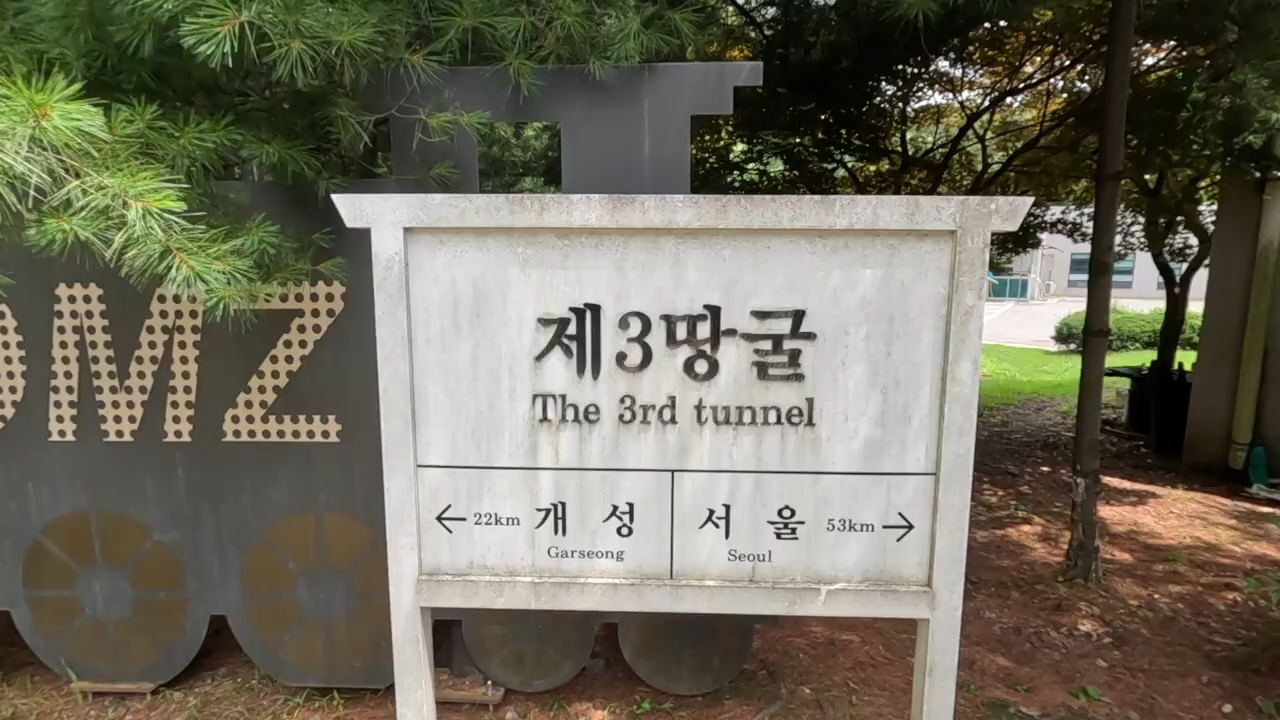 DMZ
제3땅굴
The 3rd tunnel
← 22km 개 성
Garseong
서 울 53km →
Seoul